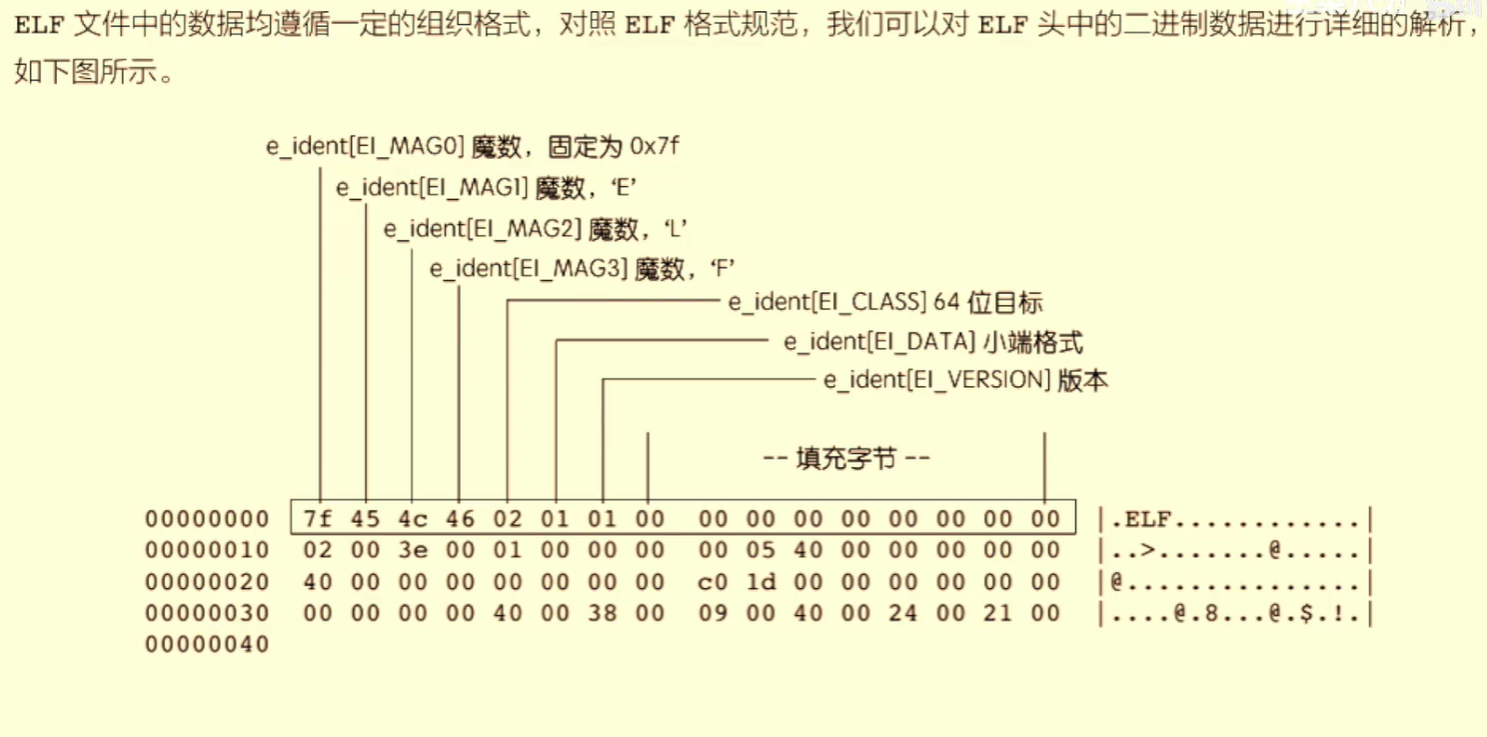 ELF 文件中的数据均遵循一定的组织格式，对照 ELF 格式规范，我们可以对 ELF 头中的二进制数据进行详细的解析，
如下图所示。
e_ident[EI_MAG0] 魔数，固定为 0x7f
e_ident[EI_MAG1] 魔数，‘E’
e_ident[EI_MAG2] 魔数，‘L’
e_ident[EI_MAG3] 魔数，‘F’
e_ident[EI_CLASS] 64 位目标
e_ident[EI_DATA] 小端格式
e_ident[EI_VERSION] 版本
-- 填充字节 --
00000000 7f 45 4c 46 02 01 01 00 00 00 00 00 00 00 00 00 |.ELF............|
00000010 02 00 3e 00 01 00 00 00 00 05 40 00 00 00 00 00 |..>.......@.....|
00000020 40 00 00 00 00 00 00 00 c0 1d 00 00 00 00 00 00 |@...............|
00000030 00 00 00 00 40 00 38 00 09 00 40 00 24 00 21 00 |....@.8...@.$.!.|
00000040